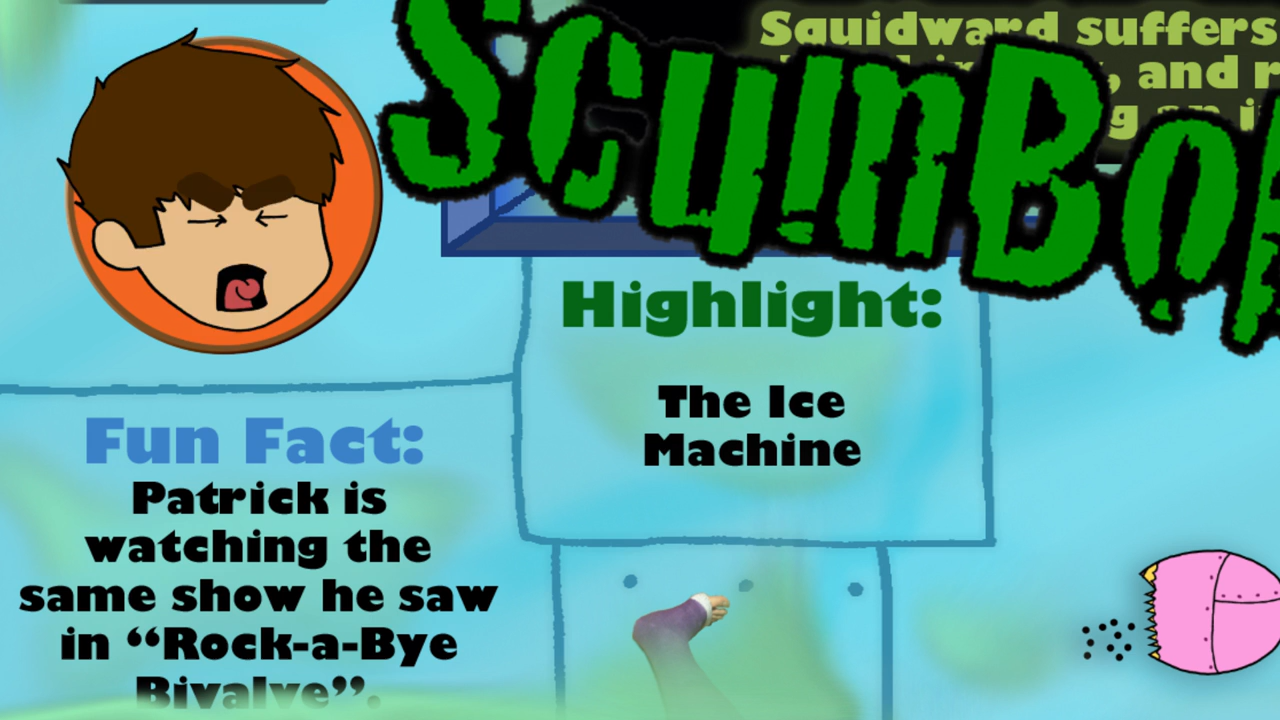 Squidward suffers
, and
ScumBo
Highlight:
The Ice
Machine
Fun Fact:
Patrick is
watching the
same show he saw
in “Rock-a-Bye
Bivalve”.